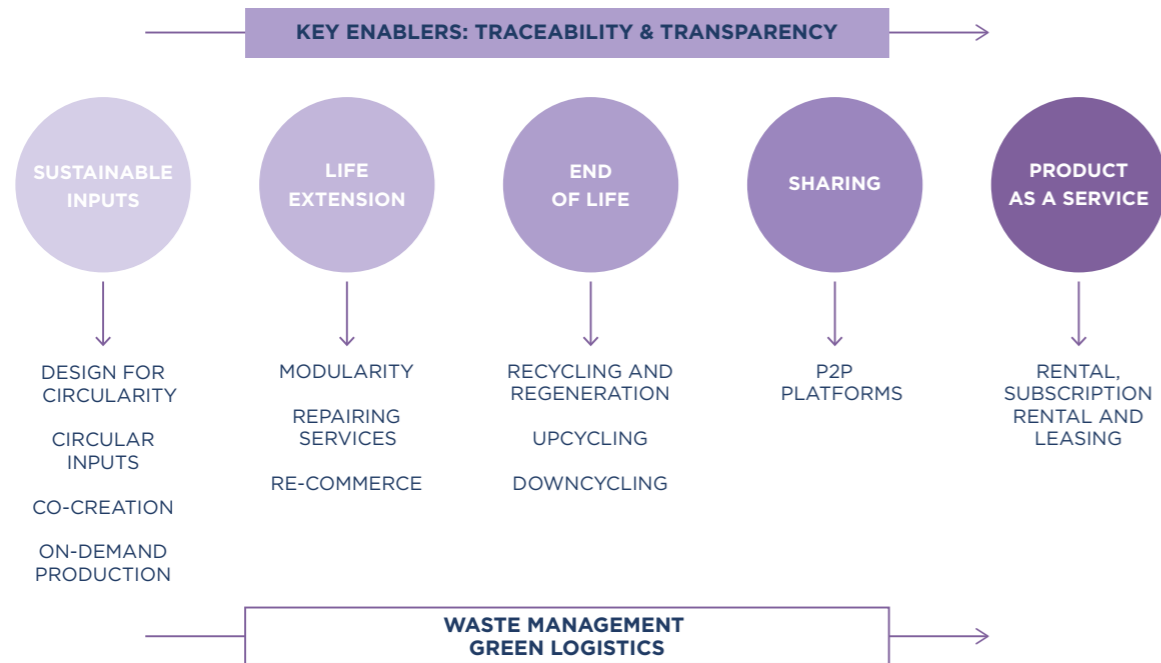 KEY ENABLERS: TRACEABILITY & TRANSPARENCY
SUSTAINABLE
INPUTS
LIFE
EXTENSION
END
OF LIFE
SHARING
PRODUCT
AS A SERVICE
DESIGN FOR
CIRCULARITY
CIRCULAR
INPUTS
CO-CREATION
ON-DEMAND
PRODUCTION
MODULARITY
REPAIRING
SERVICES
RE-COMMERCE
RECYCLING AND
REGENERATION
UPCYCLING
DOWNCYCLING
P2P
PLATFORMS
RENTAL,
SUBSCRIPTION
RENTAL AND
LEASING
WASTE MANAGEMENT
GREEN LOGISTICS